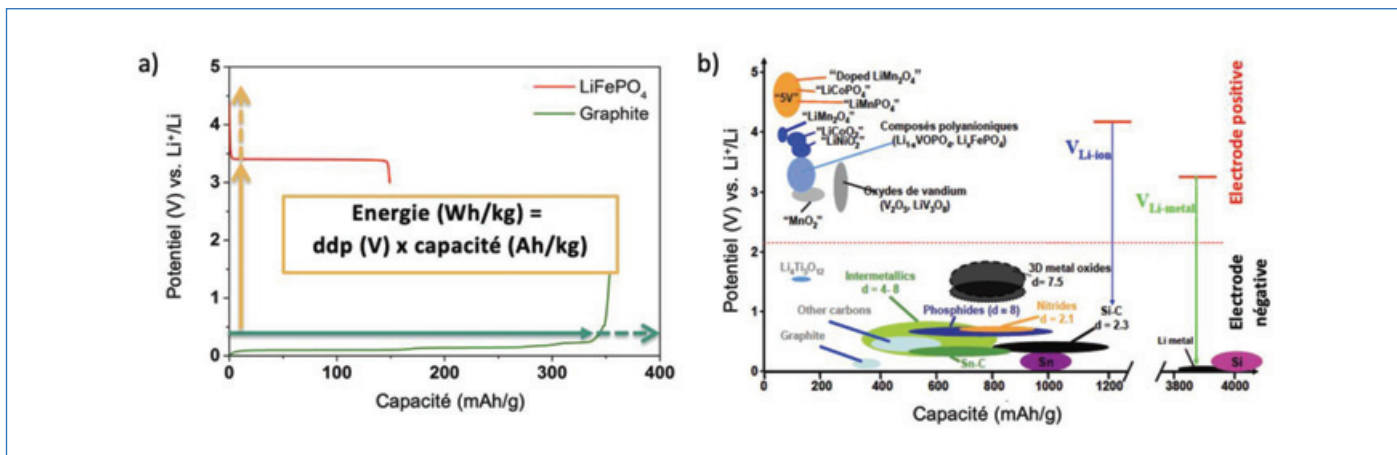 a)
5
4
3
2
1
0
Potentiel (V) vs. Li⁺/Li
LiFePO₄
Graphite
Energie (Wh/kg) =
ddp (V) x capacité (Ah/kg)
0
100
200
300
400
Capacité (mAh/g)
b)
5
4
3
2
1
0
Potentiel (V) vs. Li⁺/Li
"5V"
"Doped LiMn₂O₄"
"LiCoPO₄"
"LiMnPO₄"
"LiMn₂O₄"
"LiCoO₂"
"LiNiO₂"
Composés polyanioniques
(Li₁₋ₓVOPO₄, LiₓFePO₄)
Oxydes de vandium
(V₂O₅, LiV₃O₈)
"MnO₂"
V Li-ion
V Li-metal
Electrode positive
Electrode
négative
Li₄Ti₅O₁₂
Intermetallics
d = 4- 8
3D metal oxides
d= 7.5
Other carbons
Phosphides (d = 8)
Nitrides
d = 2.1
Si-C
d = 2.3
Graphite
Sn-C
Sn
Li metal
Si
0
200
400
600
800
1000
1200
3800
4000
Capacité (mAh/g)